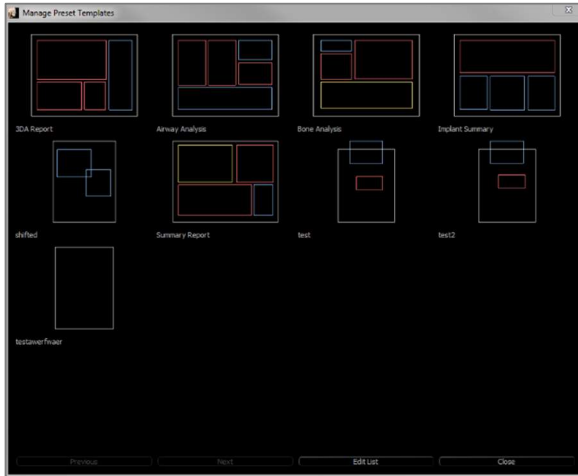 Manage Preset Templates
3DA Report
Airway Analysis
Bone Analysis
Implant Summary
shifted
Summary Report
test
test2
testawerfwaer
Previous
Next
Edit List
Close